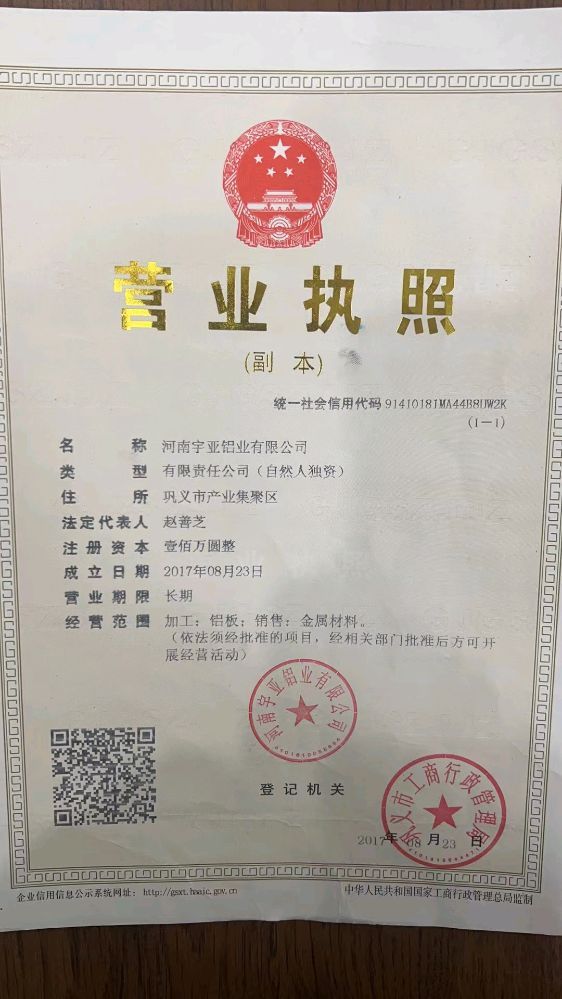 营业执照
(副 本)
统一社会信用代码 91410181MA44B8UW2K
(1-1)
名 称 河南宇亚铝业有限公司
类 型 有限责任公司（自然人独资）
住 所 巩义市产业集聚区
法定代表人 赵善芝
注册资本 壹佰万圆整
成立日期 2017年08月23日
营业期限 长期
经营范围 加工：铝板；销售：金属材料。
（依法须经批准的项目，经相关部门批准后方可开
展经营活动）
河南宇亚铝业有限公司
登记机关
巩义市工商行政管理局
2017年08月23日
企业信用信息公示系统网址： http://gsxt.haaic.gov.cn
中华人民共和国国家工商行政管理总局监制